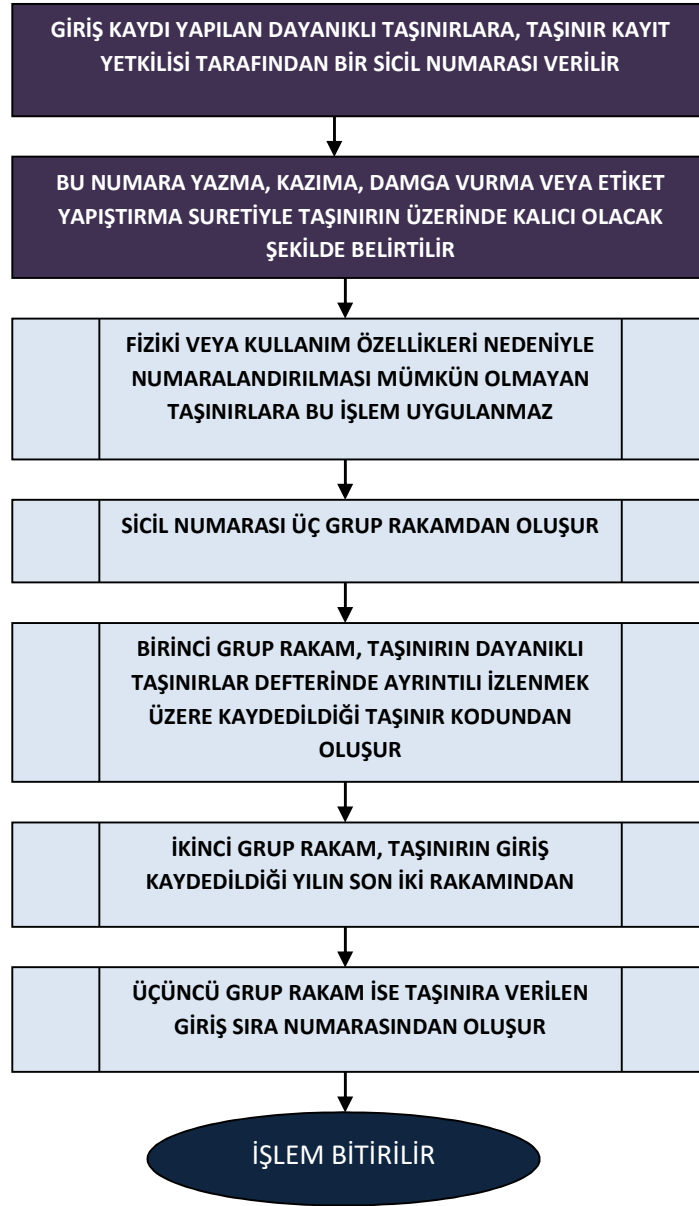 GİRİŞ KAYDI YAPILAN DAYANIKLI TAŞINIRLARA, TAŞINIR KAYIT
YETKİLİSİ TARAFINDAN BİR SİCİL NUMARASI VERİLİR
BU NUMARA YAZMA, KAZIMA, DAMGA VURMA VEYA ETİKET
YAPIŞTIRMA SURETİYLE TAŞINIRIN ÜZERİNDE KALICI OLACAK
ŞEKİLDE BELİRTİLİR
FİZİKİ VEYA KULLANIM ÖZELLİKLERİ NEDENİYLE
NUMARALANDIRILMASI MÜMKÜN OLMAYAN
TAŞINIRLARA BU İŞLEM UYGULANMAZ
SİCİL NUMARASI ÜÇ GRUP RAKAMDAN OLUŞUR
BİRİNCİ GRUP RAKAM, TAŞINIRIN DAYANIKLI
TAŞINIRLAR DEFTERİNDE AYRINTILI İZLENMEK
ÜZERE KAYDEDİLDİĞİ TAŞINIR KODUNDAN
OLUŞUR
İKİNCİ GRUP RAKAM, TAŞINIRIN GİRİŞ
KAYDEDİLDİĞİ YILIN SON İKİ RAKAMINDAN
ÜÇÜNCÜ GRUP RAKAM İSE TAŞINIRA VERİLEN
GİRİŞ SIRA NUMARASINDAN OLUŞUR
İŞLEM BİTİRİLİR